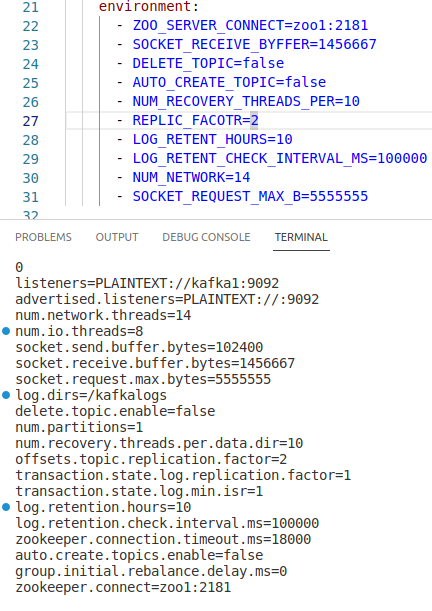 21 environment:
22 - ZOO_SERVER_CONNECT=zoo1:2181
23 - SOCKET_RECEIVE_BYFFER=1456667
24 - DELETE_TOPIC=false
25 - AUTO_CREATE_TOPIC=false
26 - NUM_RECOVERY_THREADS_PER=10
27 - REPLIC_FACOTR=2
28 - LOG_RETENT_HOURS=10
29 - LOG_RETENT_CHECK_INTERVAL_MS=100000
30 - NUM_NETWORK=14
31 - SOCKET_REQUEST_MAX_B=5555555
32
PROBLEMS OUTPUT DEBUG CONSOLE TERMINAL
0
listeners=PLAINTEXT://kafka1:9092
advertised.listeners=PLAINTEXT://:9092
num.network.threads=14
num.io.threads=8
socket.send.buffer.bytes=102400
socket.receive.buffer.bytes=1456667
socket.request.max.bytes=5555555
log.dirs=/kafkalogs
delete.topic.enable=false
num.partitions=1
num.recovery.threads.per.data.dir=10
offsets.topic.replication.factor=2
transaction.state.log.replication.factor=1
transaction.state.log.min.isr=1
log.retention.hours=10
log.retention.check.interval.ms=100000
zookeeper.connection.timeout.ms=18000
auto.create.topics.enable=false
group.initial.rebalance.delay.ms=0
zookeeper.connect=zoo1:2181